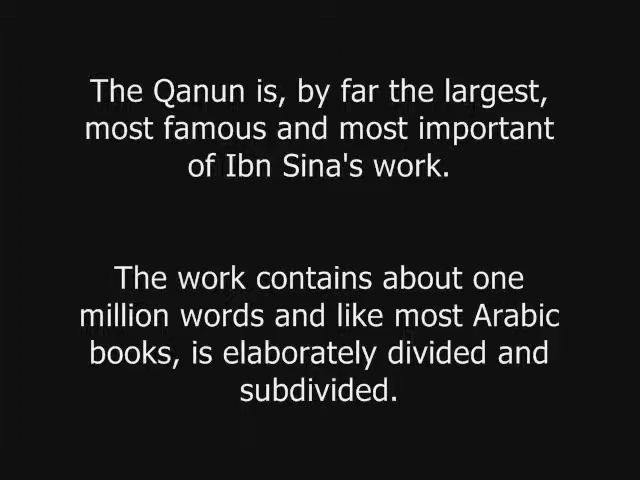 The Qanun is, by far the largest,
most famous and most important
of Ibn Sina's work.
The work contains about one
million words and like most Arabic
books, is elaborately divided and
subdivided.